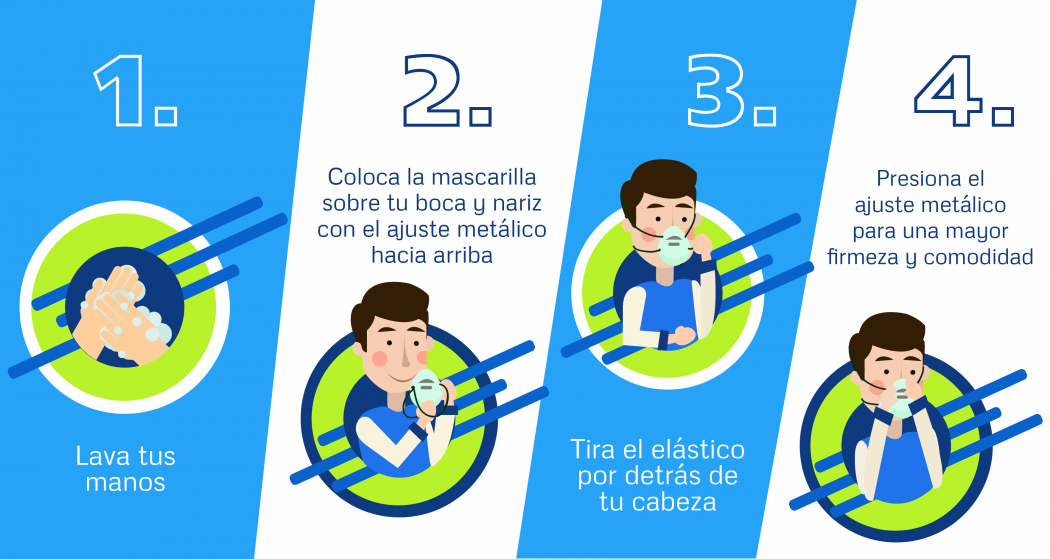 1.
Lava tus
manos
2.
Coloca la mascarilla
sobre tu boca y nariz
con el ajuste metálico
hacia arriba
3.
Tira el elástico
por detrás de
tu cabeza
4.
Presiona el
ajuste metálico
para una mayor
firmeza y comodidad